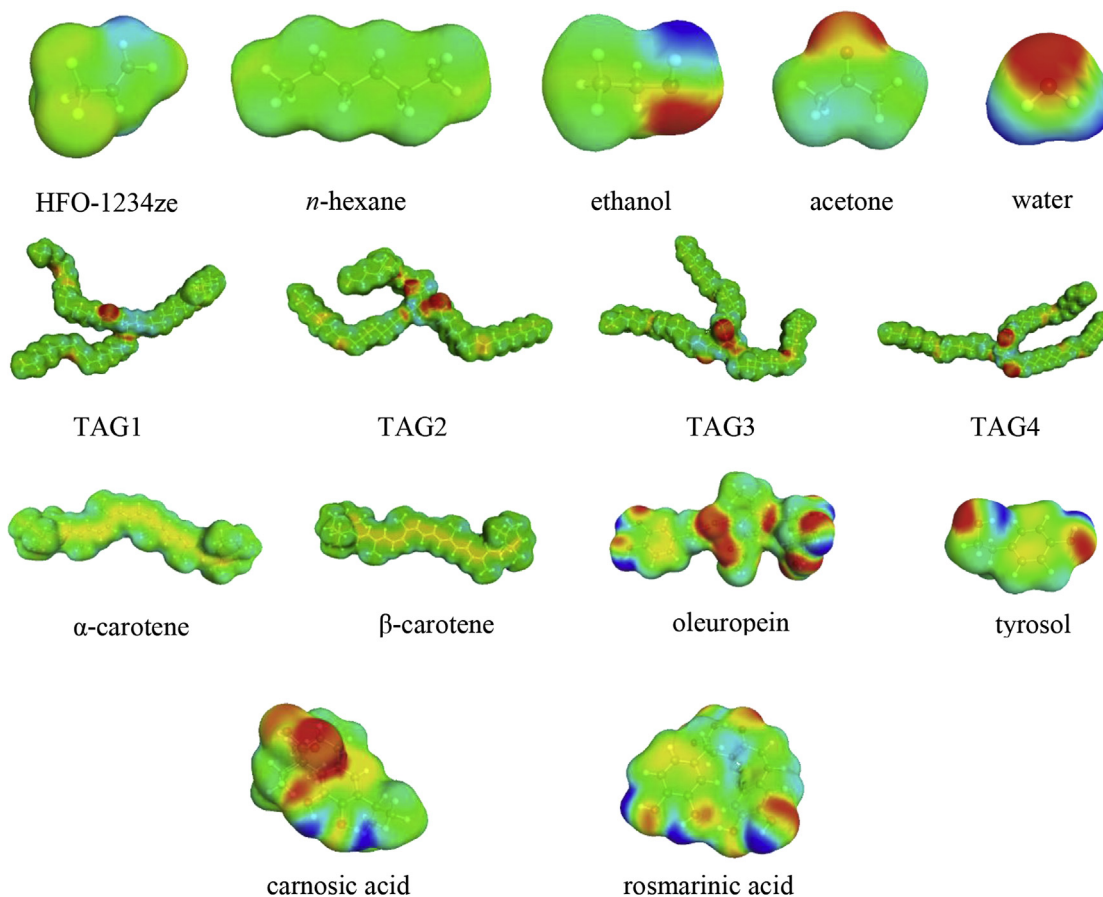 HFO-1234ze n-hexane ethanol acetone water
TAG1 TAG2 TAG3 TAG4
α-carotene β-carotene oleuropein tyrosol
carnosic acid rosmarinic acid